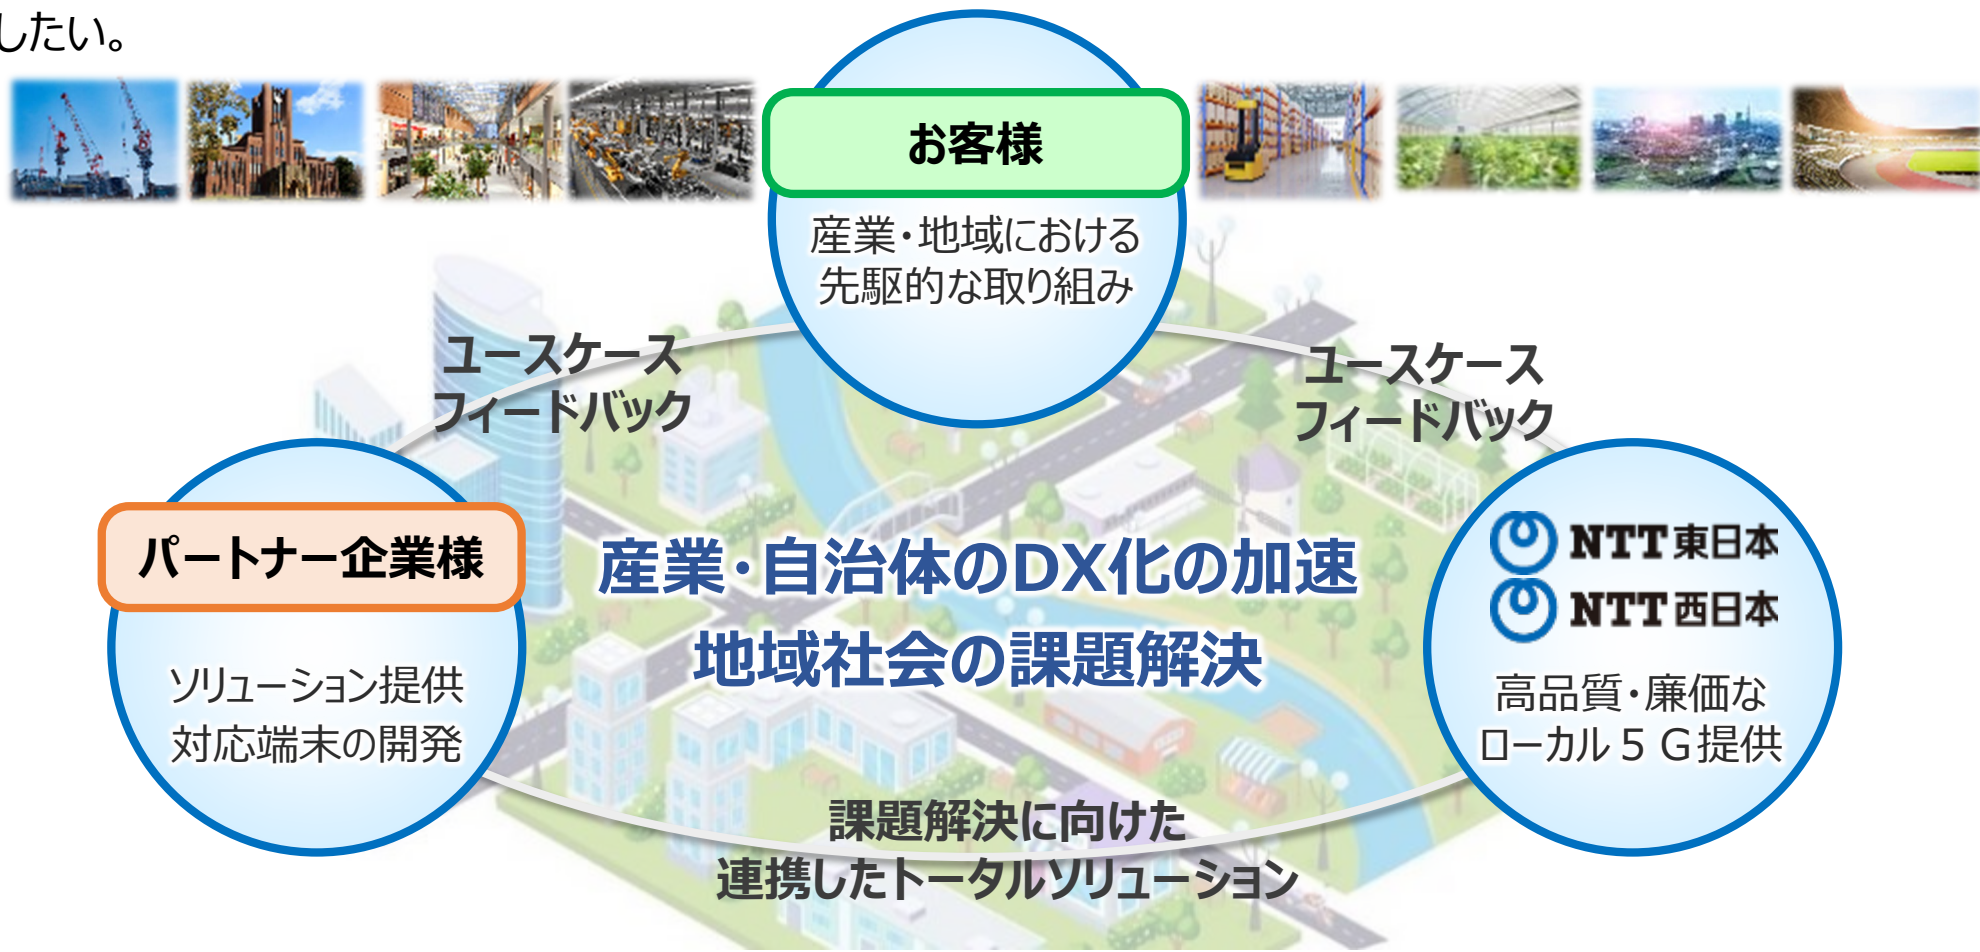 したい。
お客様
産業・地域における
先駆的な取り組み
ユースケース
フィードバック
ユースケース
フィードバック
パートナー企業様
ソリューション提供
対応端末の開発
産業・自治体のDX化の加速
地域社会の課題解決
NTT東日本
NTT西日本
高品質・廉価な
ローカル５Ｇ提供
課題解決に向けた
連携したトータルソリューション